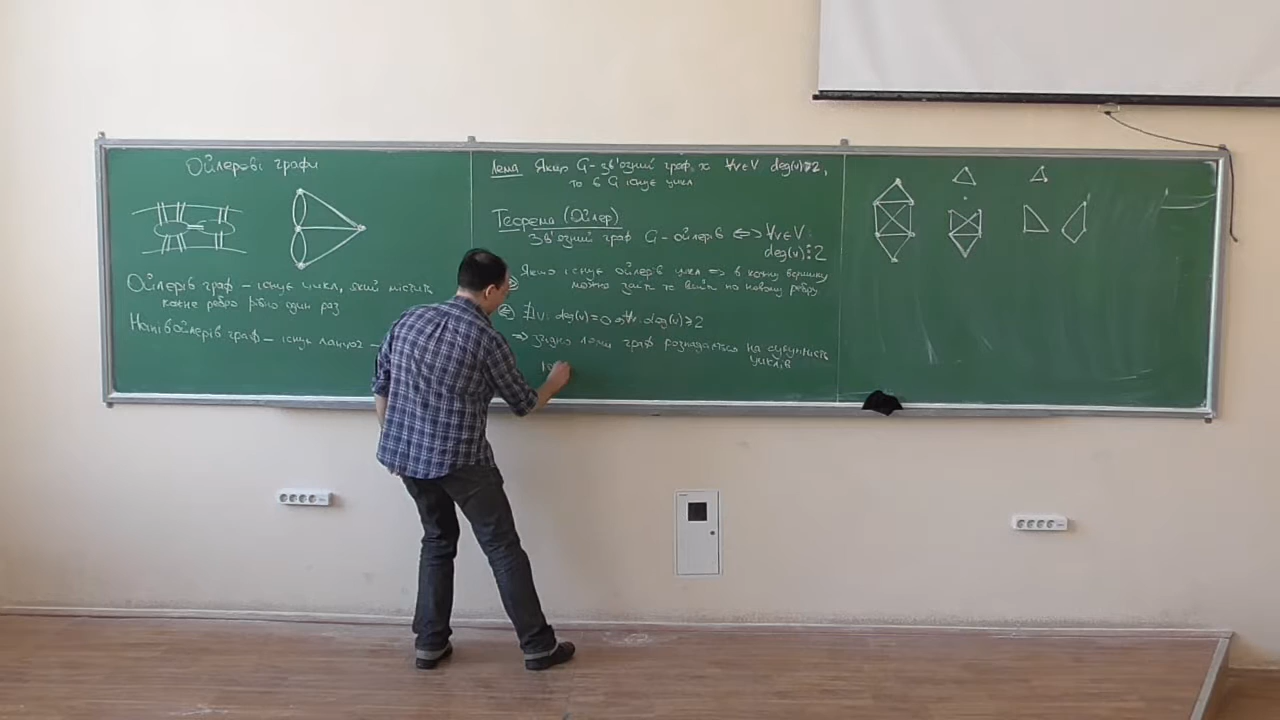 Ойлерові графи
Ойлерів граф – існує цикл, який містить
кожне ребро рівно один раз
Напівойлерів граф – існує ланцюг –
Лема Якщо G – зв'язний граф, та ∀v∈V deg(v)≥2,
то в G існує цикл
Теорема (Ойлер)
Зв'язний граф G – ойлерів ⟺ ∀v∈V:
deg(v)⋮2
Якщо існує ойлерів цикл ⇒ в кожну вершину
можна зайти та вийти по новому ребру.
(⇐) ∄v: deg(v)=0 ⇒ ∀v: deg(v)≥2
⇒ згідно леми граф розпадається на сукупність
циклів